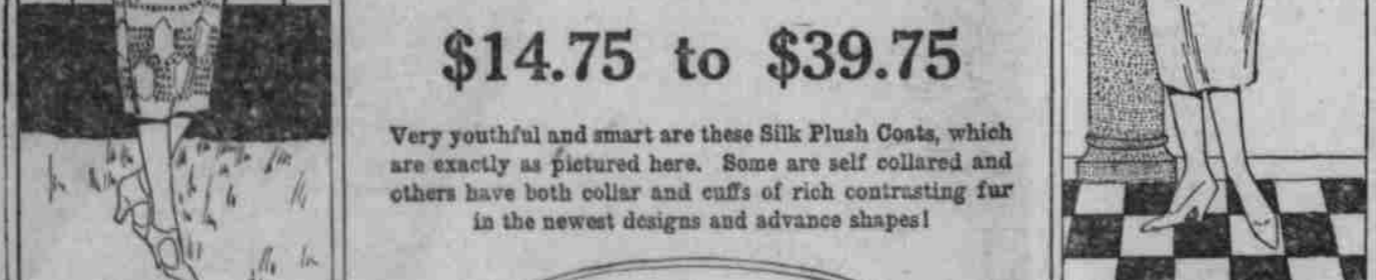 $14.75 to $39.75
Very youthful and smart are these Silk Plush Coats, which
are exactly as pictured here. Some are self collared and
others have both collar and cuffs of rich contrasting fur
in the newest designs and advance shapes!